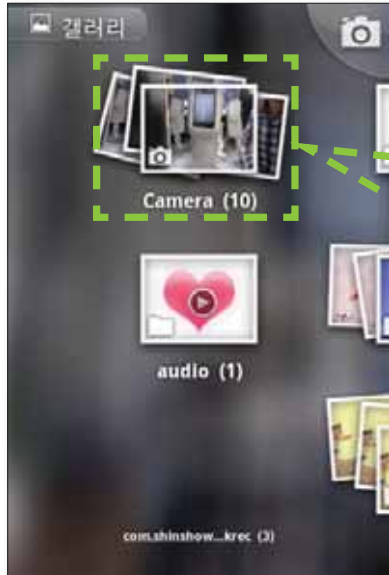 갤러리
Camera (10)
audio (1)
com.shinshow...krec (3)